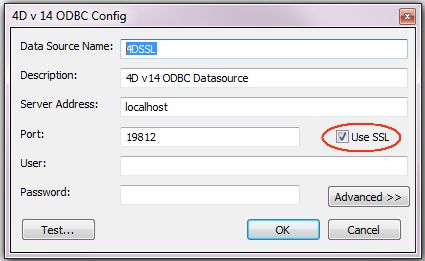 4D v 14 ODBC Config
Data Source Name: 4DSSL
Description: 4D v14 ODBC Datasource
Server Address: localhost
Port: 19812 Use SSL
User:
Password:
Advanced >>
Test... OK Cancel